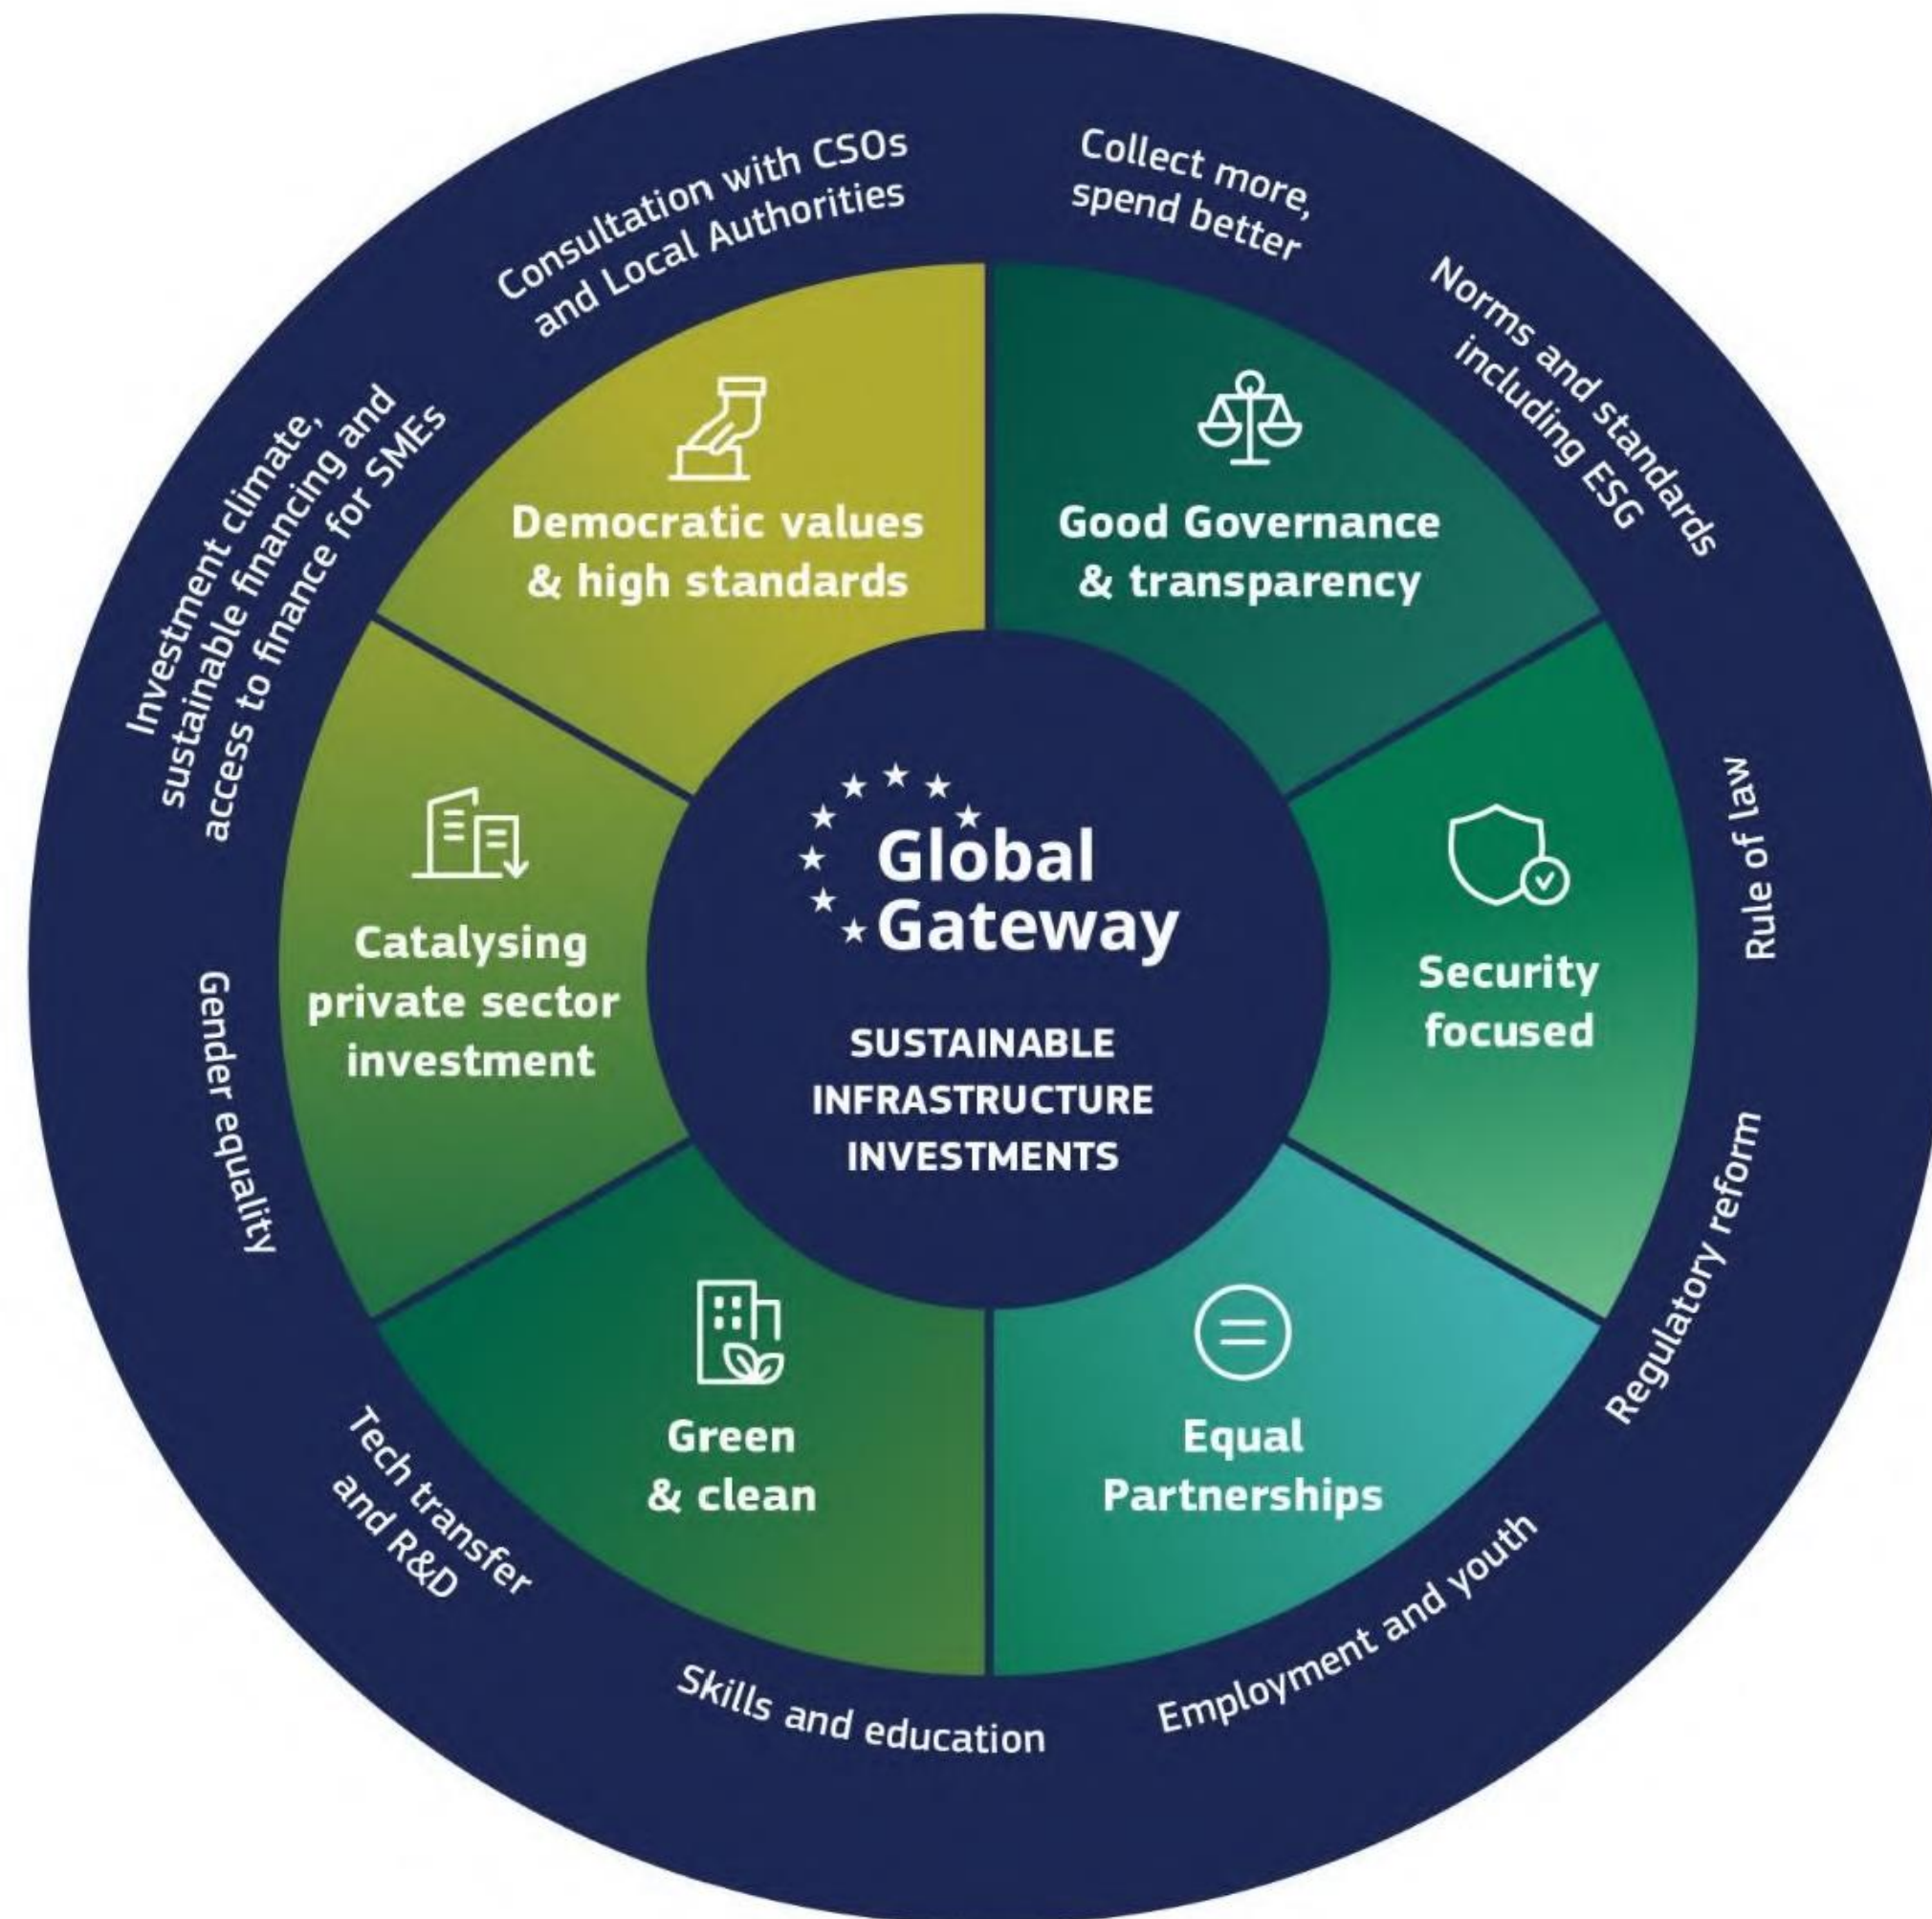 Consultation with CSOs
and Local Authorities
Collect more,
spend better
Norms and standards
including ESG
Rule of law
Regulatory reform
Employment and youth
Skills and education
Tech transfer
and R&D
Gender equality
Investment climate,
sustainable financing and
access to finance for SMEs
Democratic values
& high standards
Good Governance
& transparency
Security
focused
Equal
Partnerships
Green
& clean
Catalysing
private sector
investment
Global
Gateway
SUSTAINABLE
INFRASTRUCTURE
INVESTMENTS